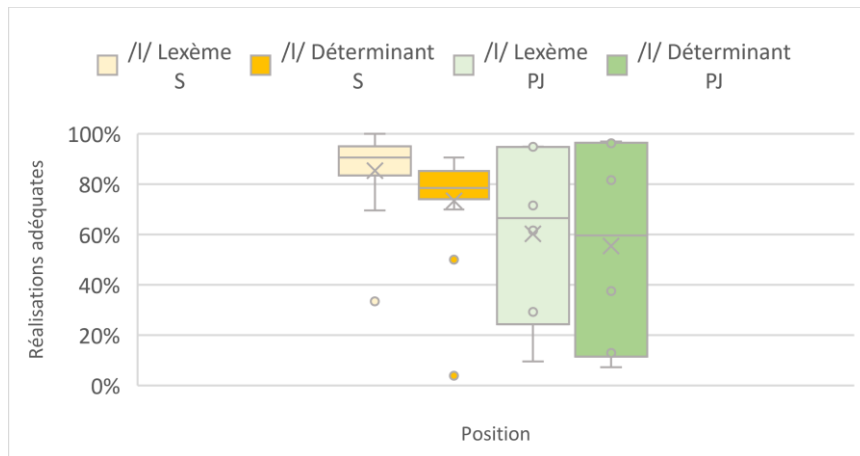 /l/ Lexème S
/l/ Déterminant S
/l/ Lexème PJ
/l/ Déterminant PJ
Réalisations adéquates
100%
80%
60%
40%
20%
0%
Position